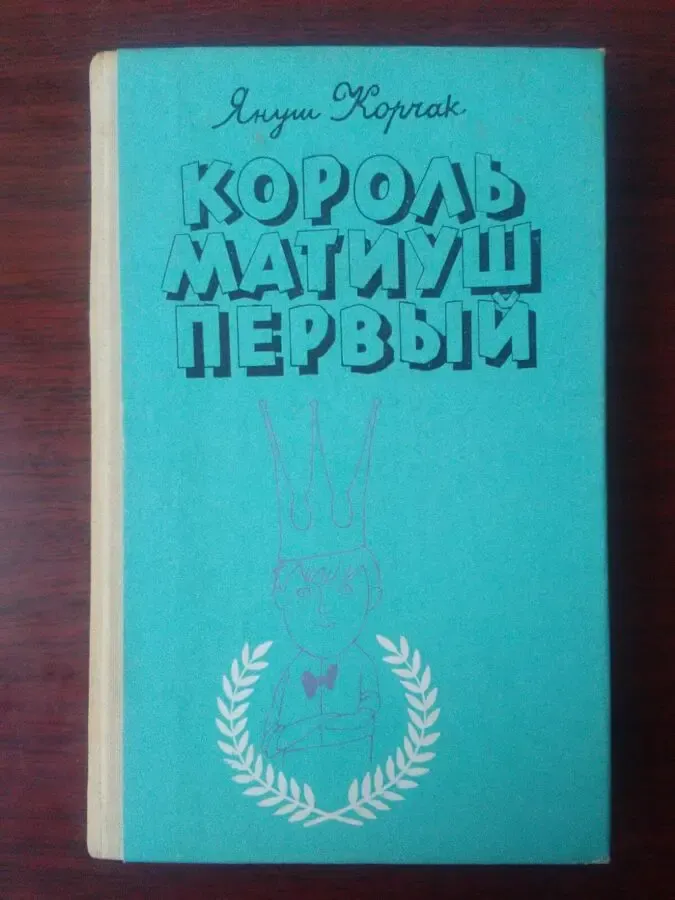 Януш Корчак
КОРОЛЬ
МАТИУШ
ПЕРВЫЙ